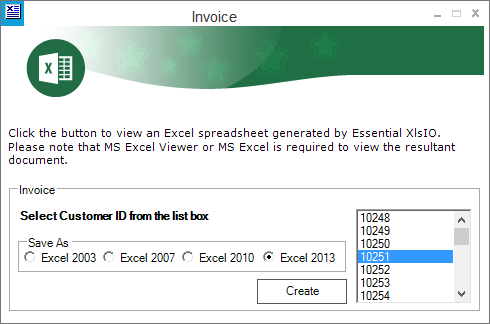 Invoice
Click the button to view an Excel spreadsheet generated by Essential XlsIO.
Please note that MS Excel Viewer or MS Excel is required to view the resultant
document.
Invoice
Select Customer ID from the list box
Save As
Excel 2003 Excel 2007 Excel 2010 Excel 2013
Create
10248
10249
10250
10251
10252
10253
10254